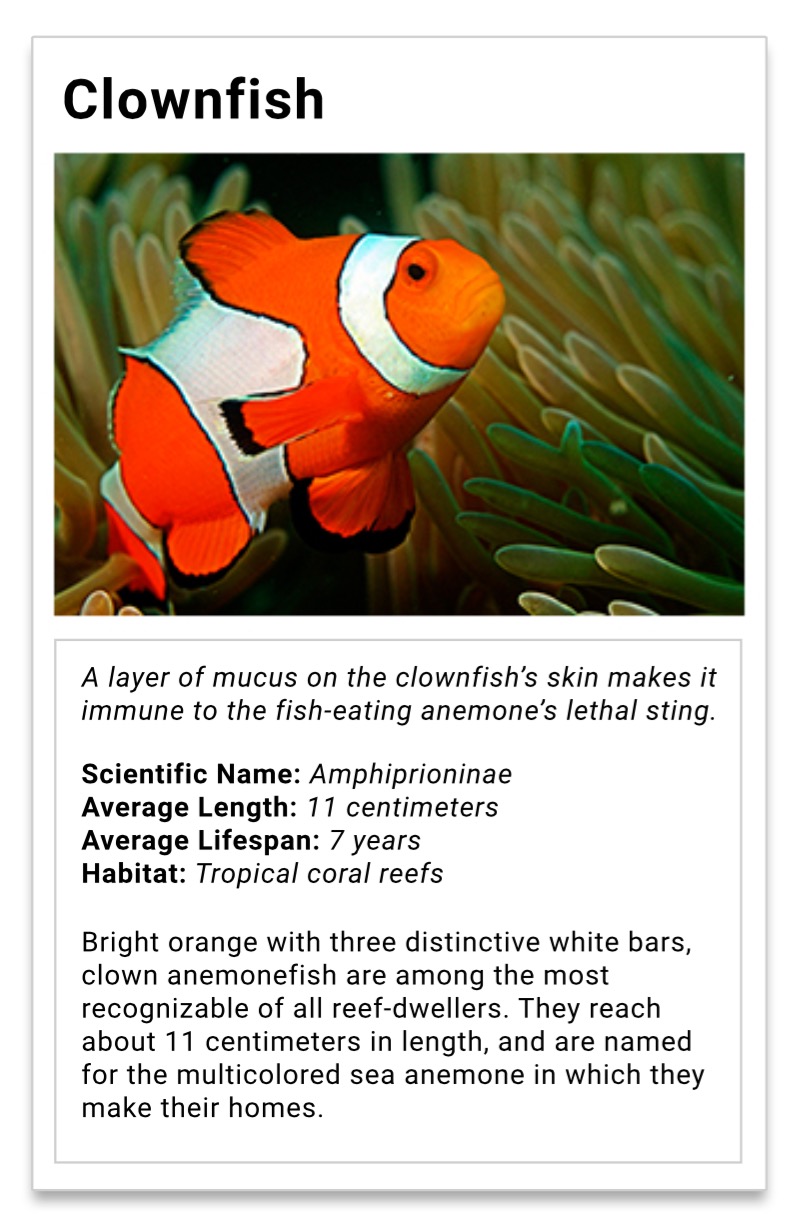 Clownfish
A layer of mucus on the clownfish’s skin makes it
immune to the fish-eating anemone’s lethal sting.
Scientific Name: Amphiprioninae
Average Length: 11 centimeters
Average Lifespan: 7 years
Habitat: Tropical coral reefs
Bright orange with three distinctive white bars,
clown anemonefish are among the most
recognizable of all reef-dwellers. They reach
about 11 centimeters in length, and are named
for the multicolored sea anemone in which they
make their homes.